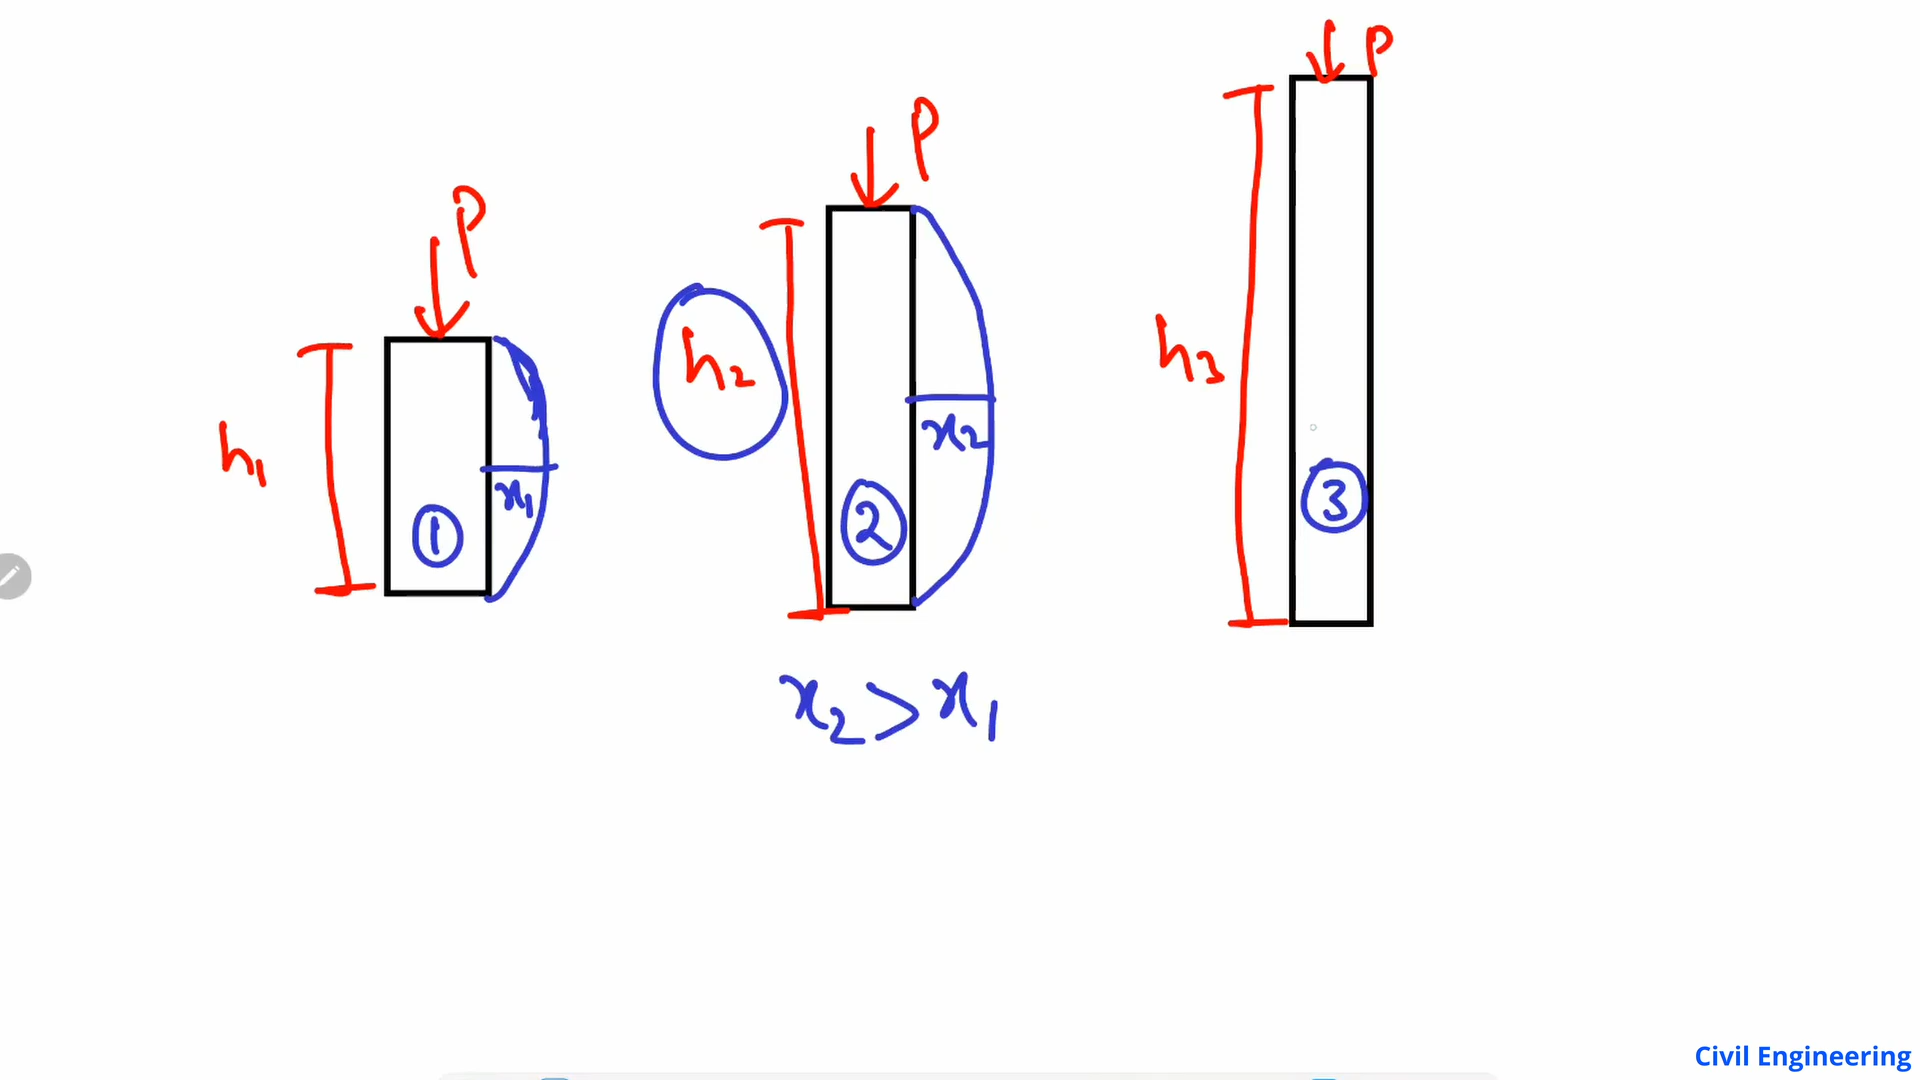 P
h1
x1
1
P
h2
x2
2
x2 > x1
P
h3
3
Civil Engineering